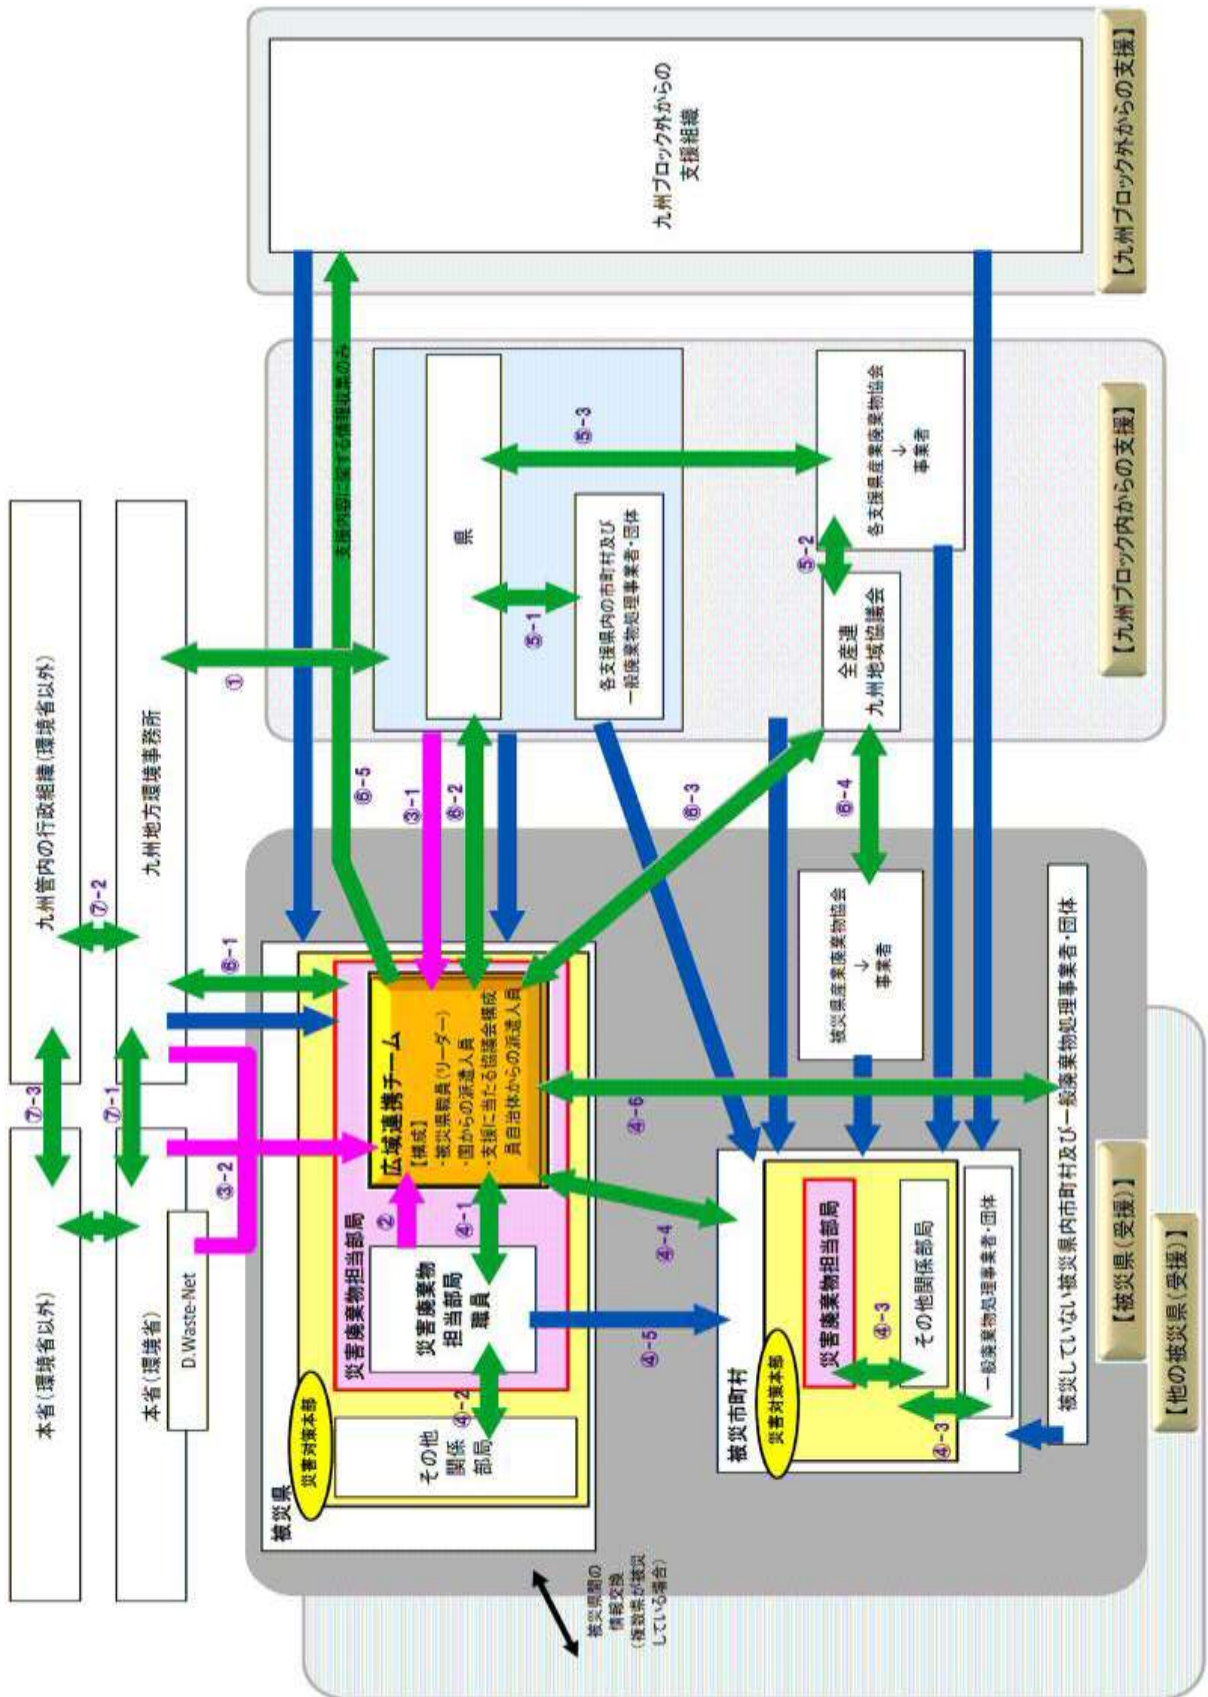 本省（環境省以外）
⑦-3
九州管内の行政組織（環境省以外）
⑦-2
本省（環境省）
D.Waste-Net
⑦-1
九州地方環境事務所
③-2
⑥-1
①
被災県
災害対策本部
その他
関係
部局
④-2
災害廃棄物担当部局
災害廃棄物
担当部局
職員
②
④-1
広域連携チーム
【構成】
・被災県職員（リーダー）
・国からの派遣人員
・支援に当たる協議会構成
員自治体からの派遣人員
⑥-5
支援内容に関する情報収集のみ
③-1
⑥-2
県
⑤-1
⑤-3
各支援県内の市町村及び
一般廃棄物処理事業者・団体
九州ブロック外からの
支援組織
被災県間の
情報交換
（複数県が被災
している場合）
④-5
④-4
④-6
⑥-3
被災市町村
災害対策本部
災害廃棄物担当部局
④-3
その他関係部局
④-3
一般廃棄物処理事業者・団体
被災県産業廃棄物協会
↓
事業者
⑥-4
全産連
九州地域協議会
⑤-2
各支援県産業廃棄物協会
↓
事業者
被災していない被災県内市町村及び一般廃棄物処理事業者・団体
【被災県（受援）】
【他の被災県（受援）】
【九州ブロック内からの支援】
【九州ブロック外からの支援】